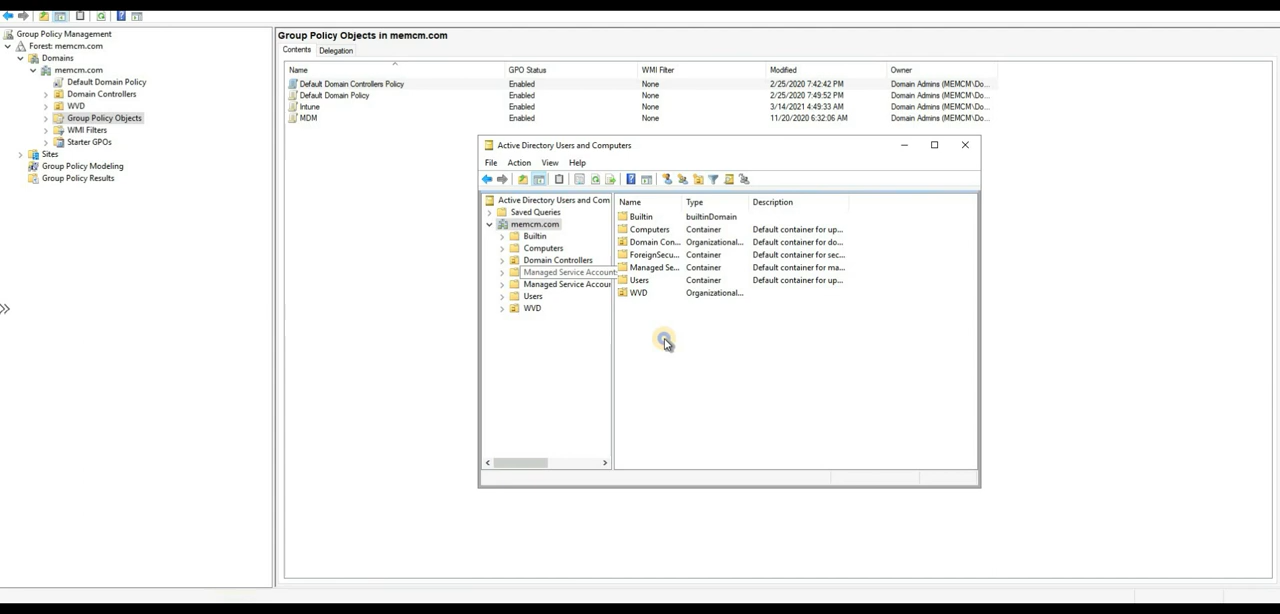 Group Policy Management
Forest: memcm.com
Domains
memcm.com
Default Domain Policy
Domain Controllers
WVD
Group Policy Objects
WMI Filters
Starter GPOs
Sites
Group Policy Modeling
Group Policy Results
Group Policy Objects in memcm.com
Contents Delegation
Name GPO Status WMI Filter Modified Owner
Default Domain Controllers Policy Enabled None 2/25/2020 7:42:42 PM Domain Admins (MEMCM\Do...
Default Domain Policy Enabled None 2/25/2020 7:49:52 PM Domain Admins (MEMCM\Do...
Intune Enabled None 3/14/2021 4:49:33 AM Domain Admins (MEMCM\Do...
MDM Enabled None 11/20/2020 6:32:06 AM Domain Admins (MEMCM\Do...
Active Directory Users and Computers
File Action View Help
Active Directory Users and Com
Saved Queries
memcm.com
Builtin
Computers
Domain Controllers
Managed Service Account
Managed Service Accour
Users
WVD
Name Type Description
Builtin builtinDomain
Computers Container Default container for up...
Domain Con... Organizational... Default container for do...
ForeignSecu... Container Default container for sec...
Managed Se... Container Default container for ma...
Users Container Default container for up...
WVD Organizational...